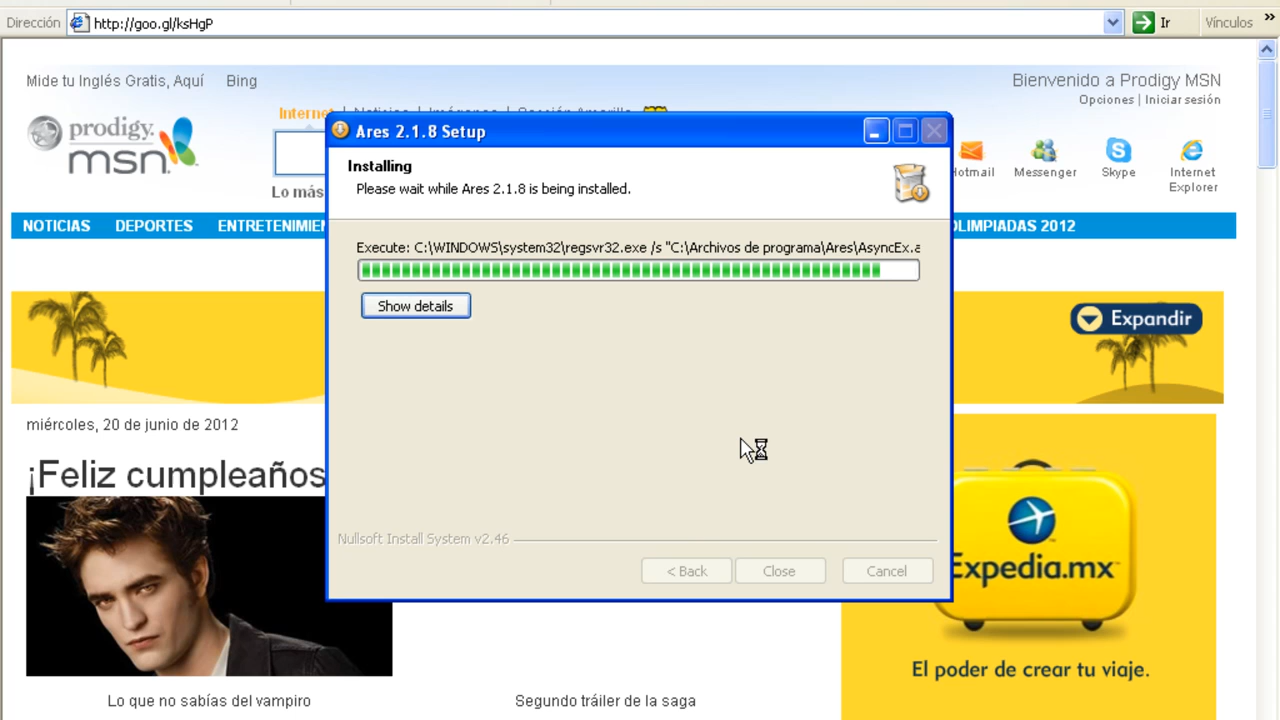 Dirección http://goo.gl/ksHgP Ir Vínculos »
Mide tu Inglés Gratis, Aquí Bing Bienvenido a Prodigy MSN
Opciones | Iniciar sesión
prodigy.
msn
Internet
Lo más
Messenger Skype Internet
Explorer
NOTICIAS DEPORTES OLIMPIADAS 2012
Ares 2.1.8 Setup
Installing
Please wait while Ares 2.1.8 is being installed.
Execute: C:\WINDOWS\system32\regsvr32.exe /s "C:\Archivos de programa\Ares\AsyncEx.a
Show details
Nullsoft Install System v2.46
< Back Close Cancel
Expandir
miércoles, 20 de junio de 2012
¡Feliz cumpleaños
Lo que no sabías del vampiro
Segundo tráiler de la saga
Expedia.mx
El poder de crear tu viaje.